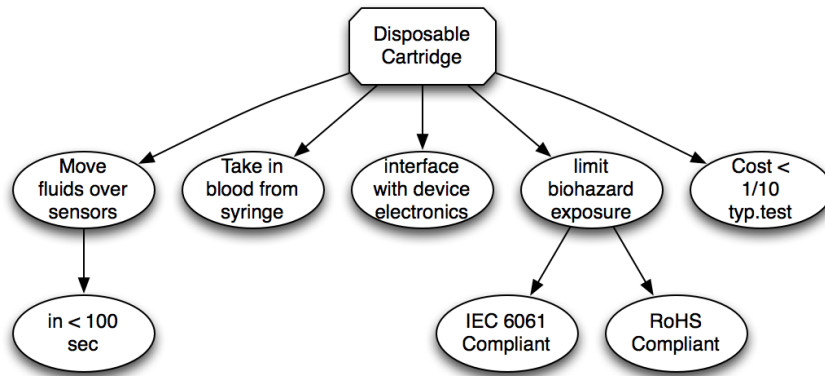 Disposable
Cartridge
Move
fluids over
sensors
Take in
blood from
syringe
interface
with device
electronics
limit
biohazard
exposure
Cost <
1/10
typ.test
in < 100
sec
IEC 6061
Compliant
RoHS
Compliant